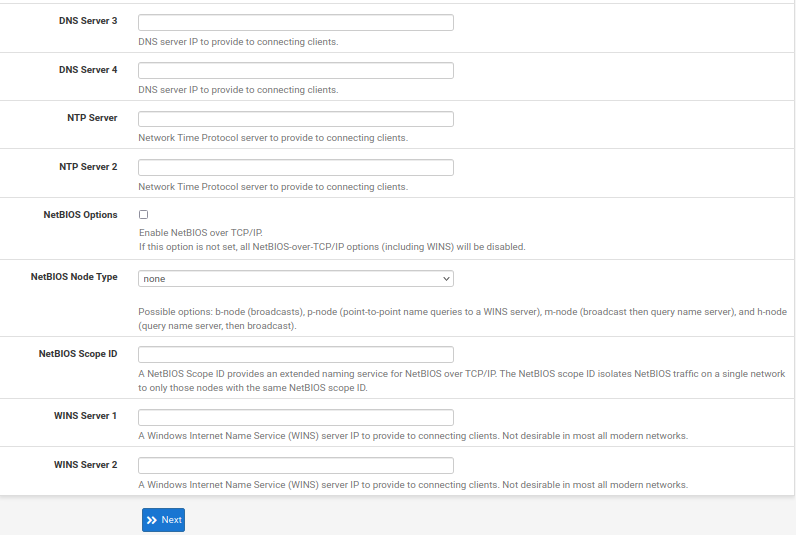 DNS Server 3
DNS server IP to provide to connecting clients.
DNS Server 4
DNS server IP to provide to connecting clients.
NTP Server
Network Time Protocol server to provide to connecting clients.
NTP Server 2
Network Time Protocol server to provide to connecting clients.
NetBIOS Options
Enable NetBIOS over TCP/IP.
If this option is not set, all NetBIOS-over-TCP/IP options (including WINS) will be disabled.
NetBIOS Node Type
none
Possible options: b-node (broadcasts), p-node (point-to-point name queries to a WINS server), m-node (broadcast then query name server), and h-node
(query name server, then broadcast).
NetBIOS Scope ID
A NetBIOS Scope ID provides an extended naming service for NetBIOS over TCP/IP. The NetBIOS scope ID isolates NetBIOS traffic on a single network
to only those nodes with the same NetBIOS scope ID.
WINS Server 1
A Windows Internet Name Service (WINS) server IP to provide to connecting clients. Not desirable in most all modern networks.
WINS Server 2
A Windows Internet Name Service (WINS) server IP to provide to connecting clients. Not desirable in most all modern networks.
Next